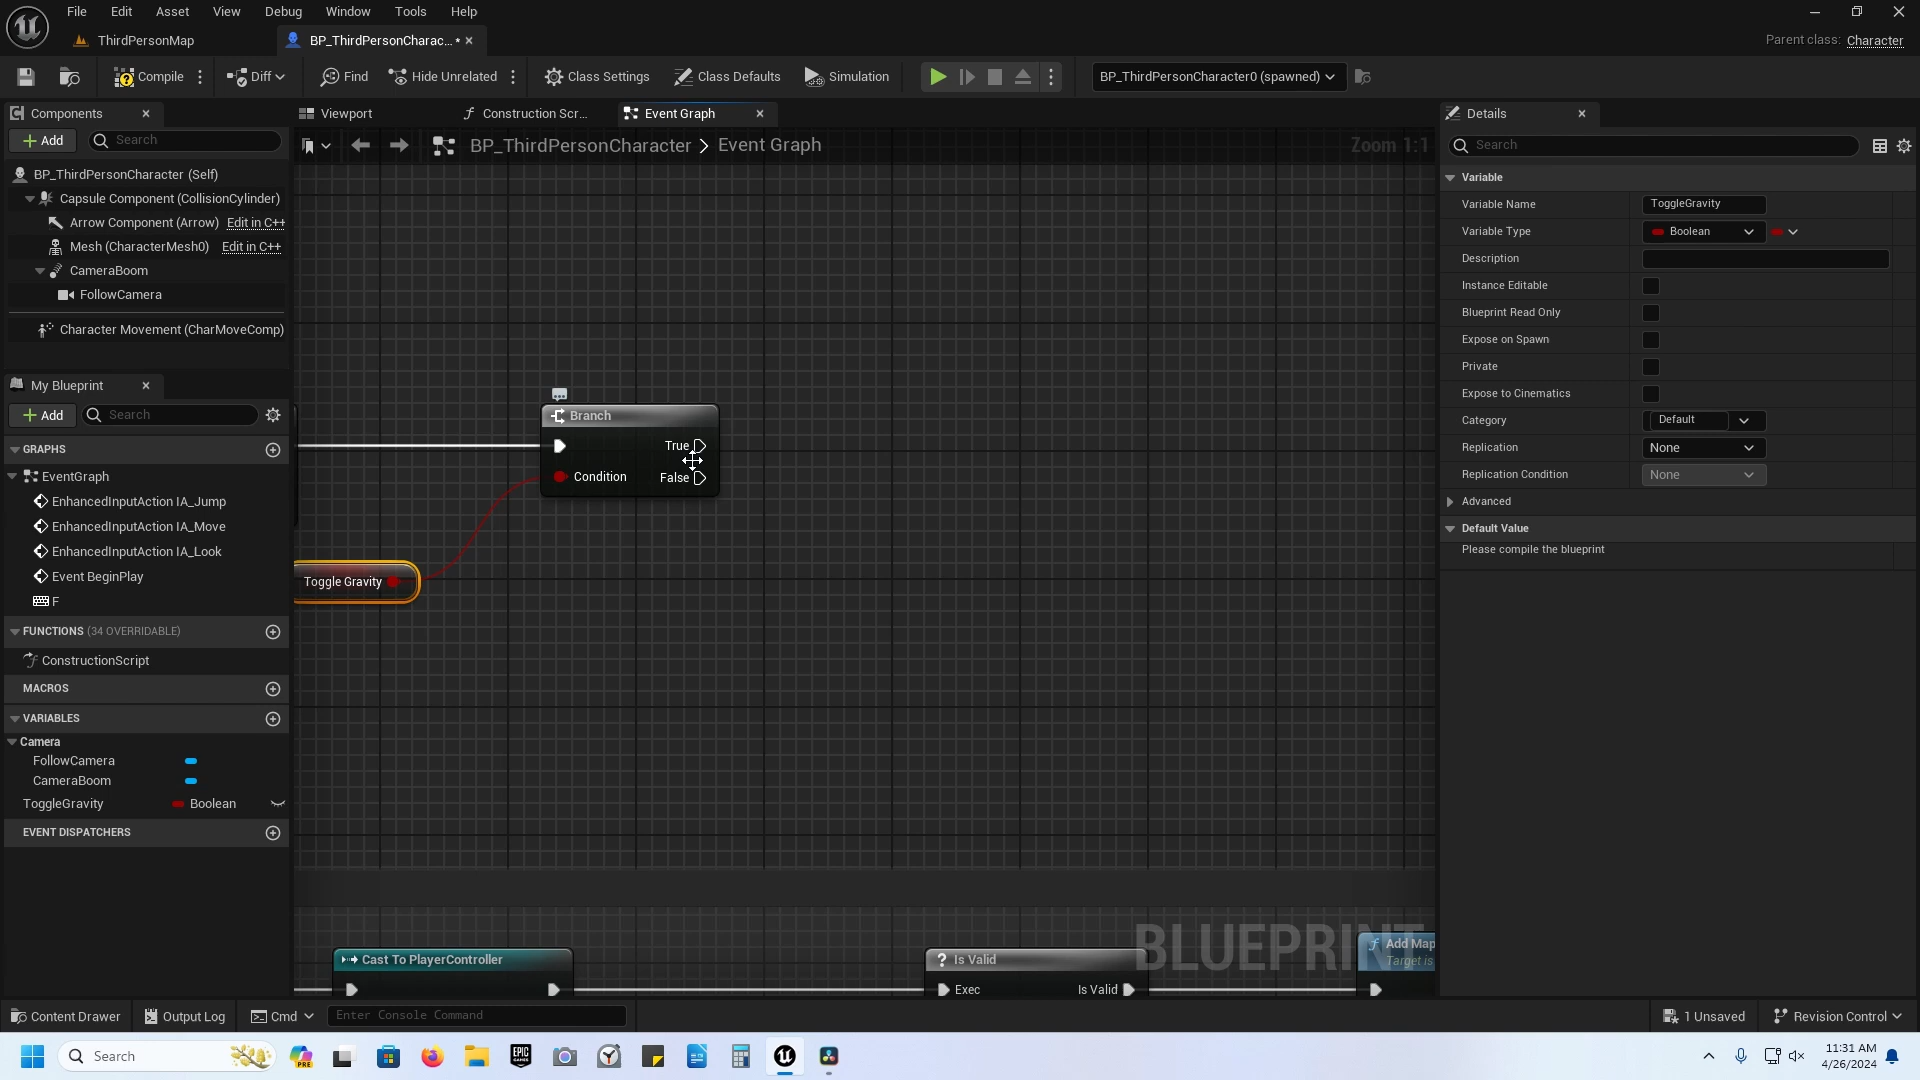 File Edit Asset View Debug Window Tools Help
ThirdPersonMap
BP_ThirdPersonCharac... •
Parent class: Character
Compile
Diff
Find
Hide Unrelated
Class Settings
Class Defaults
Simulation
BP_ThirdPersonCharacter0 (spawned)
Components
Add
Search
BP_ThirdPersonCharacter (Self)
Capsule Component (CollisionCylinder)
Arrow Component (Arrow) Edit in C++
Mesh (CharacterMesh0) Edit in C++
CameraBoom
FollowCamera
Character Movement (CharMoveComp)
My Blueprint
Add
Search
GRAPHS
EventGraph
EnhancedInputAction IA_Jump
EnhancedInputAction IA_Move
EnhancedInputAction IA_Look
Event BeginPlay
F
FUNCTIONS (34 OVERRIDABLE)
ConstructionScript
MACROS
VARIABLES
Camera
FollowCamera
CameraBoom
ToggleGravity Boolean
EVENT DISPATCHERS
Viewport
Construction Scr...
Event Graph
BP_ThirdPersonCharacter > Event Graph
Zoom 1:1
Branch
True
Condition
False
Toggle Gravity
Cast To PlayerController
? Is Valid
Exec
Is Valid
f Add Map
Target is
BLUEPRINT
Details
Search
Variable
Variable Name ToggleGravity
Variable Type Boolean
Description
Instance Editable
Blueprint Read Only
Expose on Spawn
Private
Expose to Cinematics
Category Default
Replication None
Replication Condition None
Advanced
Default Value
Please compile the blueprint
Content Drawer
Output Log
Cmd
Enter Console Command
1 Unsaved
Revision Control
Search
PRE
EPIC GAMES
11:31 AM
4/26/2024